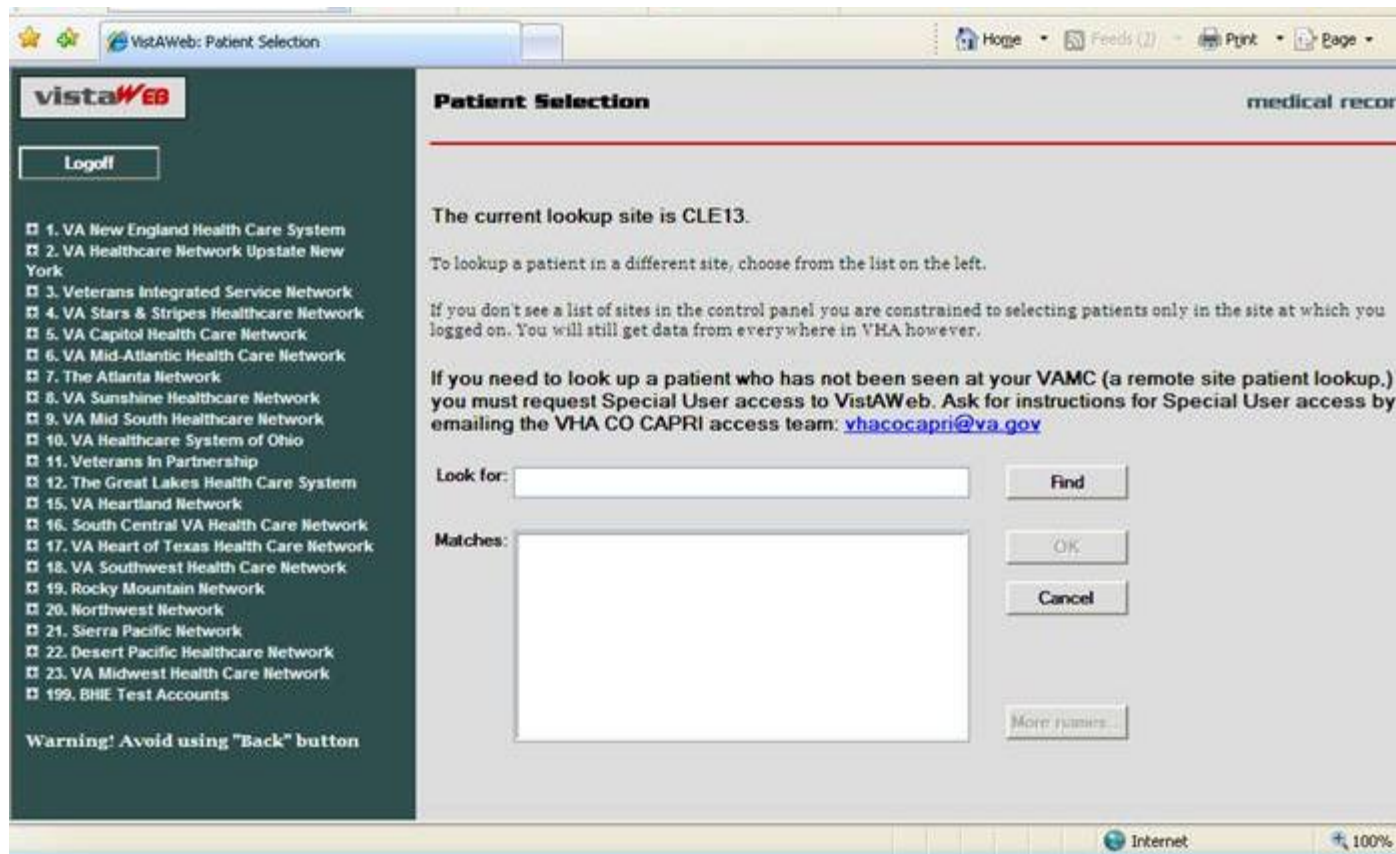 VistAWeb: Patient Selection
Home
Feeds (2)
Print
Page
vistaWEB
Logoff
1. VA New England Health Care System
2. VA Healthcare Network Upstate New
York
3. Veterans Integrated Service Network
4. VA Stars & Stripes Healthcare Network
5. VA Capitol Health Care Network
6. VA Mid-Atlantic Health Care Network
7. The Atlanta Network
8. VA Sunshine Healthcare Network
9. VA Mid South Healthcare Network
10. VA Healthcare System of Ohio
11. Veterans In Partnership
12. The Great Lakes Health Care System
15. VA Heartland Network
16. South Central VA Health Care Network
17. VA Heart of Texas Health Care Network
18. VA Southwest Health Care Network
19. Rocky Mountain Network
20. Northwest Network
21. Sierra Pacific Network
22. Desert Pacific Healthcare Network
23. VA Midwest Health Care Network
199. BHIE Test Accounts
Warning! Avoid using "Back" button
Patient Selection
medical recor
The current lookup site is CLE13.
To lookup a patient in a different site, choose from the list on the left.
If you don't see a list of sites in the control panel you are constrained to selecting patients only in the site at which you
logged on. You will still get data from everywhere in VHA however.
If you need to look up a patient who has not been seen at your VAMC (a remote site patient lookup,)
you must request Special User access to VistAWeb. Ask for instructions for Special User access by
emailing the VHA CO CAPRI access team: vhacocapri@va.gov
Look for:
Find
Matches:
OK
Cancel
More names...
Internet
100%